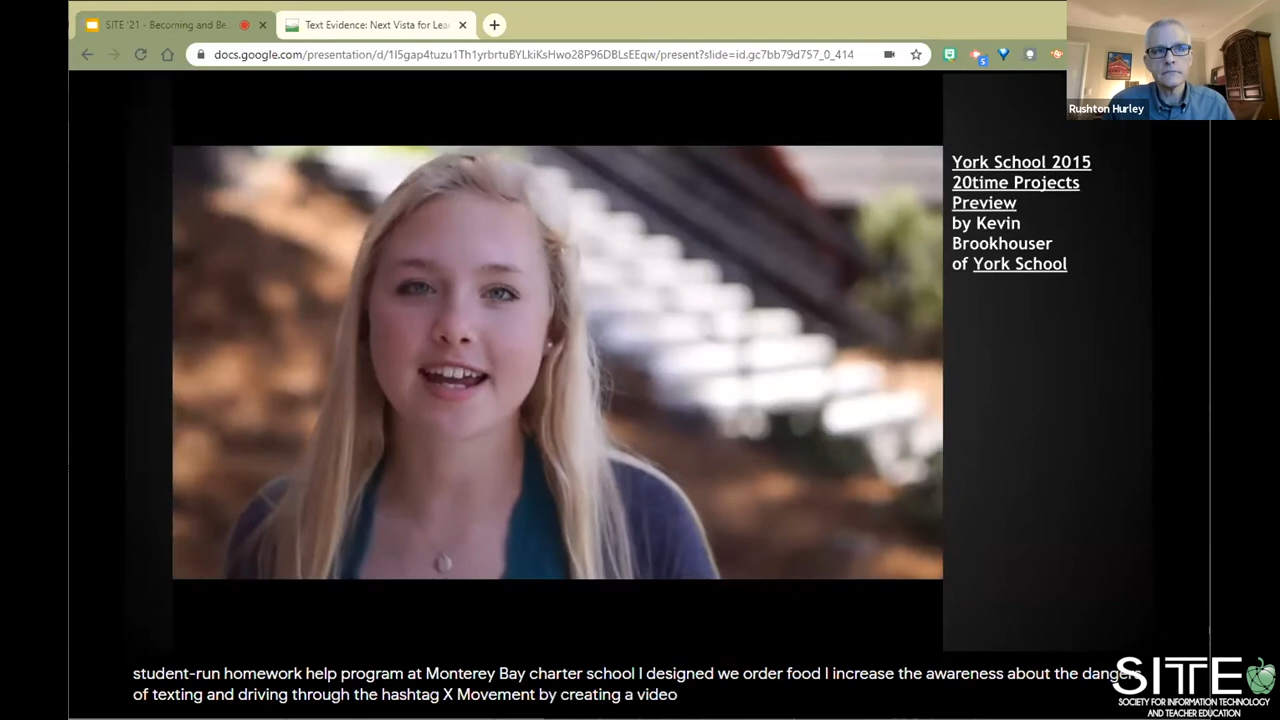 SITE '21 - Becoming and Be
Text Evidence: Next Vista for Lea
docs.google.com/presentation/d/1I5gap4tuzu1Th1yrbrtuBYLkiKsHwo28P96DBLsEEqw/present?slide=id.gc7bb79d757_0_414
5
Rushton Hurley
York School 2015
20time Projects
Preview
by Kevin
Brookhouser
of York School
student-run homework help program at Monterey Bay charter school I designed we order food I increase the awareness about the dangers
of texting and driving through the hashtag X Movement by creating a video
SITE
SOCIETY FOR INFORMATION TECHNOLOGY
AND TEACHER EDUCATION